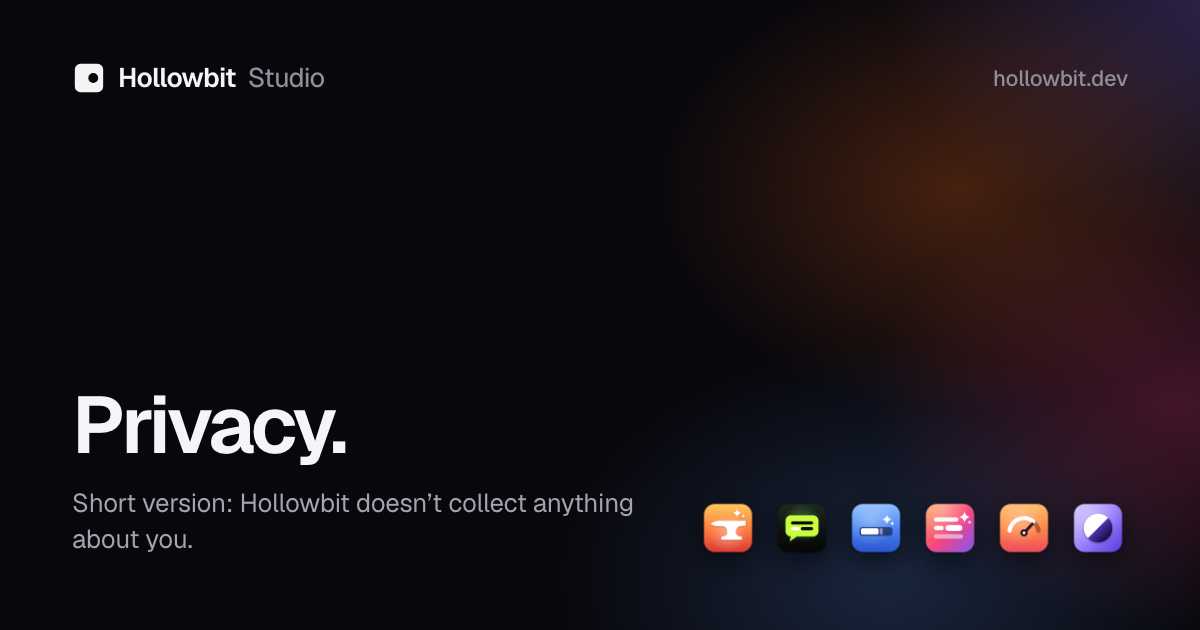 Hollowbit Studio
hollowbit.dev
Privacy.
Short version: Hollowbit doesn’t collect anything
about you.